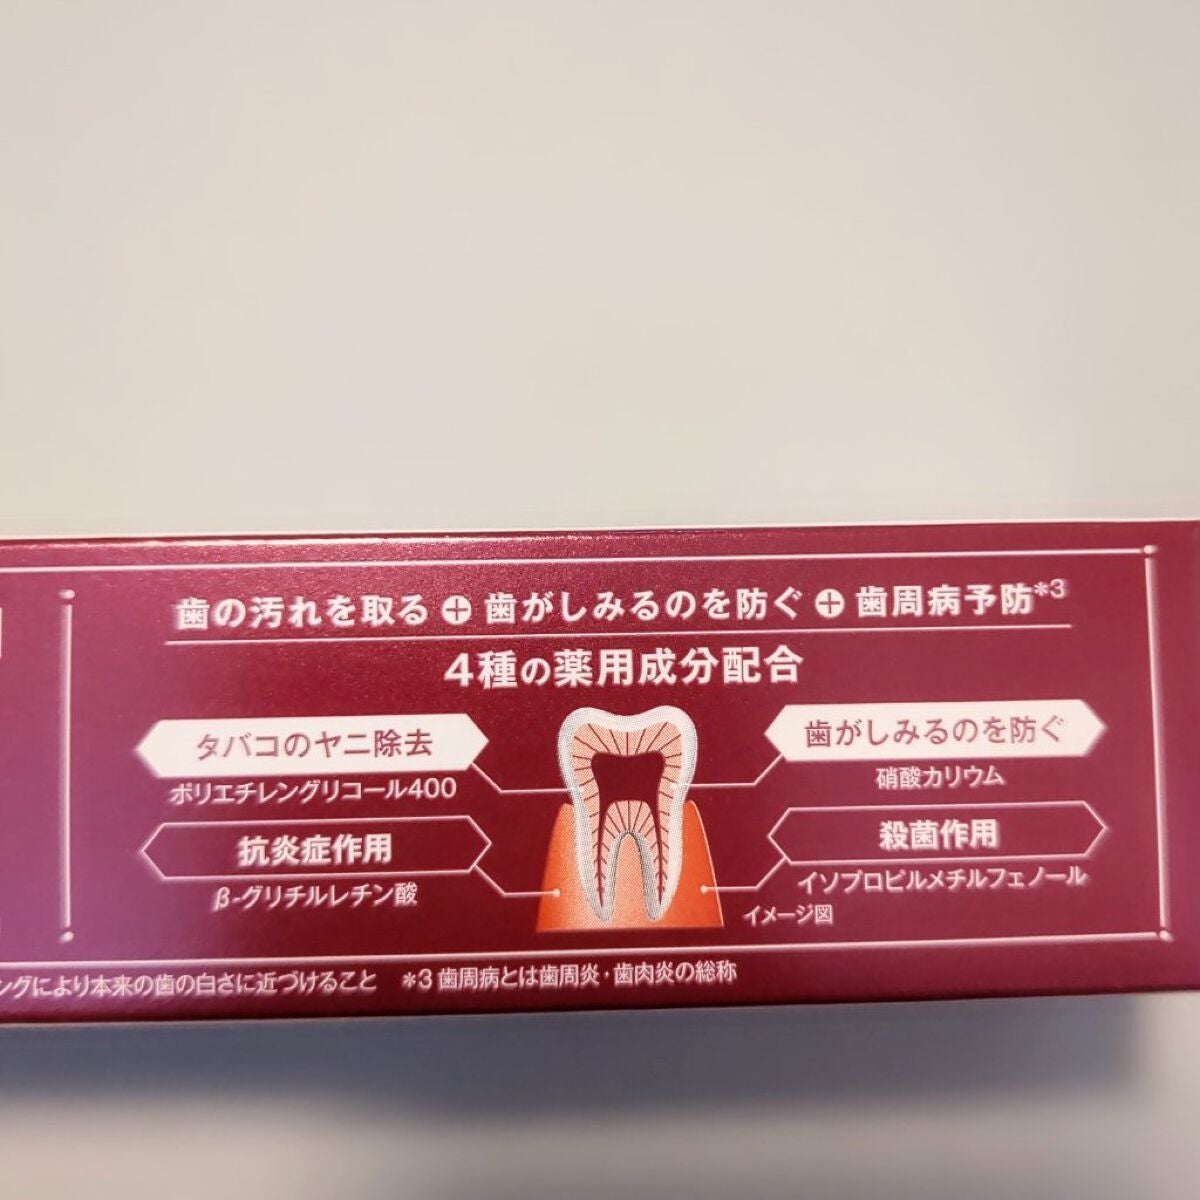 歯の汚れを取る＋歯がしみるのを防ぐ＋歯周病予防*3
4種の薬用成分配合
タバコのヤニ除去
ポリエチレングリコール400
抗炎症作用
β-グリチルレチン酸
歯がしみるのを防ぐ
硝酸カリウム
殺菌作用
イソプロピルメチルフェノール
イメージ図
ングにより本来の歯の白さに近づけること *3 歯周病とは歯周炎・歯肉炎の総称